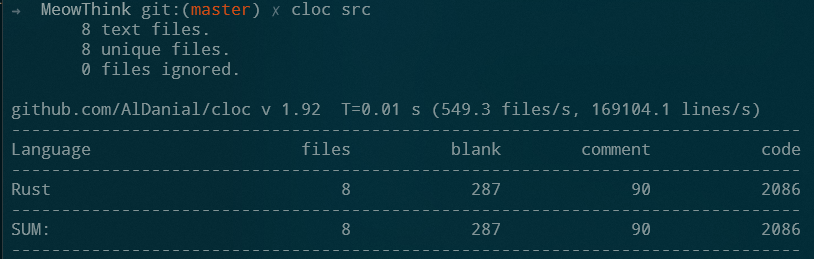 →  MeowThink git:(master) ✗ cloc src
       8 text files.
       8 unique files.
       0 files ignored.

github.com/AlDanial/cloc v 1.92  T=0.01 s (549.3 files/s, 169104.1 lines/s)
-------------------------------------------------------------------------------
Language                     files          blank        comment           code
-------------------------------------------------------------------------------
Rust                             8            287             90           2086
-------------------------------------------------------------------------------
SUM:                             8            287             90           2086
-------------------------------------------------------------------------------